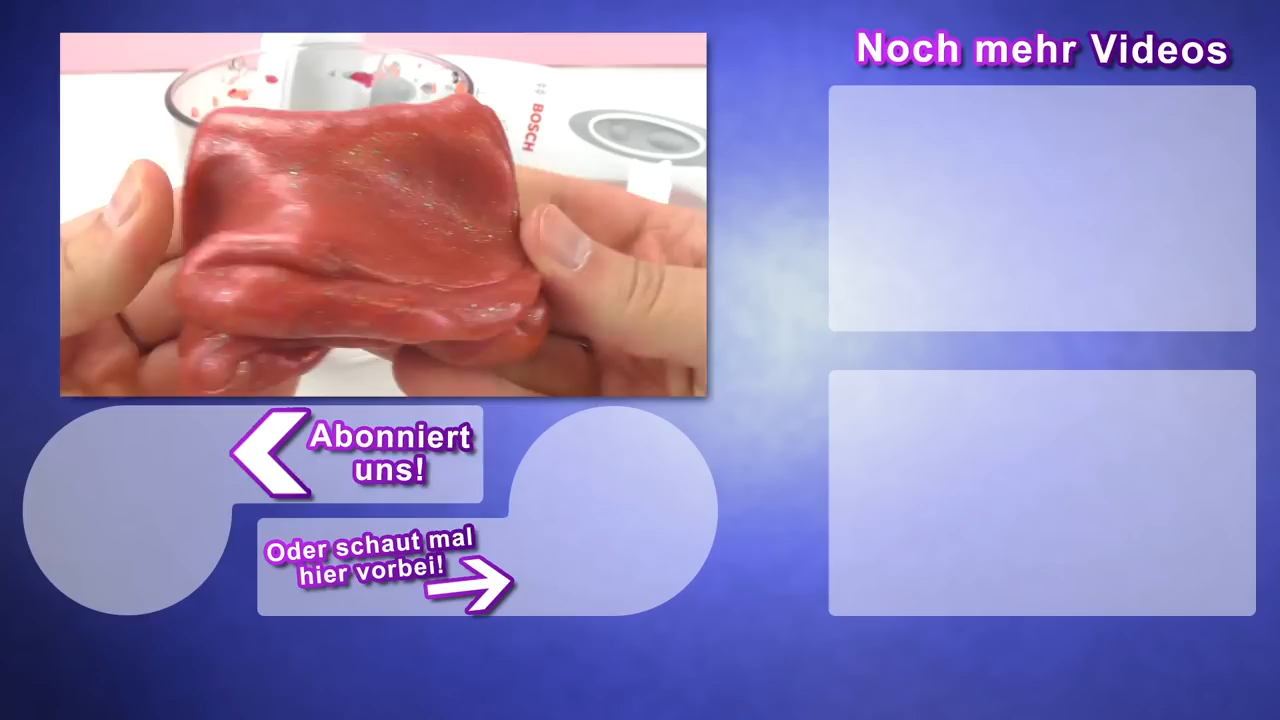 Noch mehr Videos
BOSCH
Abonniert
uns!
Oder schaut mal
hier vorbei!